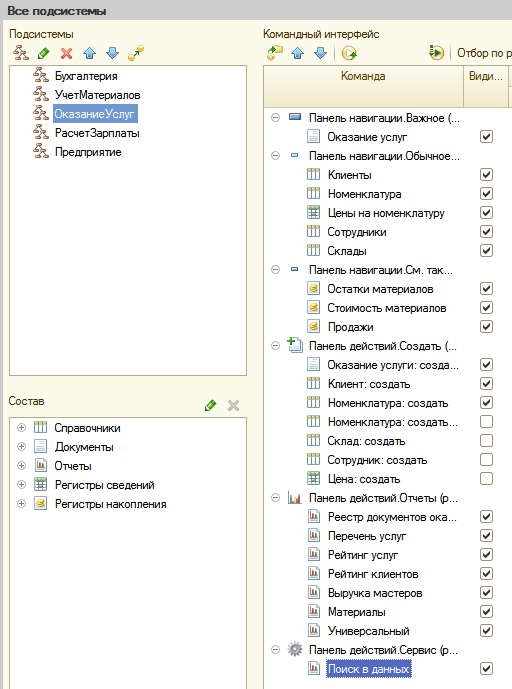 Все подсистемы
Подсистемы
Бухгалтерия
УчетМатериалов
ОказаниеУслуг
РасчетЗарплаты
Предприятие
Состав
Справочники
Документы
Отчеты
Регистры сведений
Регистры накопления
Командный интерфейс
Отбор по р
Команда Види...
Панель навигации.Важное (...
Оказание услуг
Панель навигации.Обычное...
Клиенты
Номенклатура
Цены на номенклатуру
Сотрудники
Склады
Панель навигации.См. так...
Остатки материалов
Стоимость материалов
Продажи
Панель действий.Создать (...
Оказание услуги: созда...
Клиент: создать
Номенклатура: создать
Номенклатура: создать...
Склад: создать
Сотрудник: создать
Цена: создать
Панель действий.Отчеты (р...
Реестр документов ока...
Перечень услуг
Рейтинг услуг
Рейтинг клиентов
Выручка мастеров
Материалы
Универсальный
Панель действий.Сервис (р...
Поиск в данных